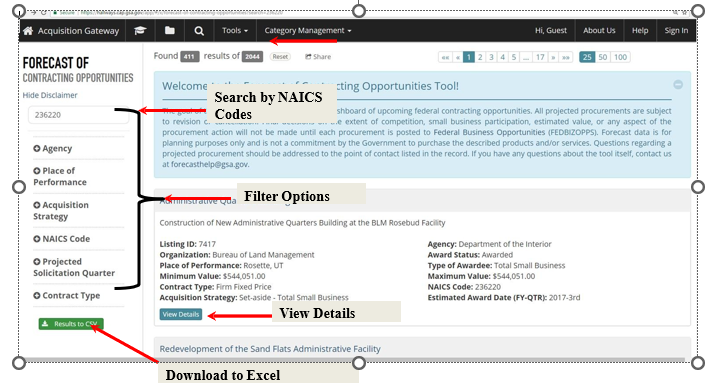 Secure
Acquisition Gateway
Tools
Category Management
Hi, Guest
About Us
Help
Sign In
FORECAST OF
CONTRACTING OPPORTUNITIES
Hide Disclaimer
236220
Agency
Place of
Performance
Acquisition
Strategy
NAICS Code
Projected
Solicitation Quarter
Contract Type
Results to CSV
Found 411 results of 2044 Reset Share
«« « 1 2 3 4 5 ... 17 » »» 25 50 100
Welcome to the Forecast of Contracting Opportunities Tool!
Search by NAICS
Codes
shboard of upcoming federal contracting opportunities. All projected procurements are subject
to revision or the extent of competition, small business participation, estimated value, or any aspect of the
procurement action will not be made until each procurement is posted to Federal Business Opportunities (FEDBIZOPPS). Forecast data is for
planning purposes only and is not a commitment by the Government to purchase the described products and/or services. Questions regarding a
projected procurement should be addressed to the point of contact listed in the record. If you have any questions about the tool itself, contact us
at forecasthelp@gsa.gov.
Filter Options
Administrative Qua
Construction of New Administrative Quarters Building at the BLM Rosebud Facility
Listing ID: 7417
Organization: Bureau of Land Management
Place of Performance: Rosette, UT
Minimum Value: $544,051.00
Contract Type: Firm Fixed Price
Acquisition Strategy: Set-aside - Total Small Business
Agency: Department of the Interior
Award Status: Awarded
Type of Awardee: Total Small Business
Maximum Value: $544,051.00
NAICS Code: 236220
Estimated Award Date (FY-QTR): 2017-3rd
View Details
View Details
Redevelopment of the Sand Flats Administrative Facility
Download to Excel